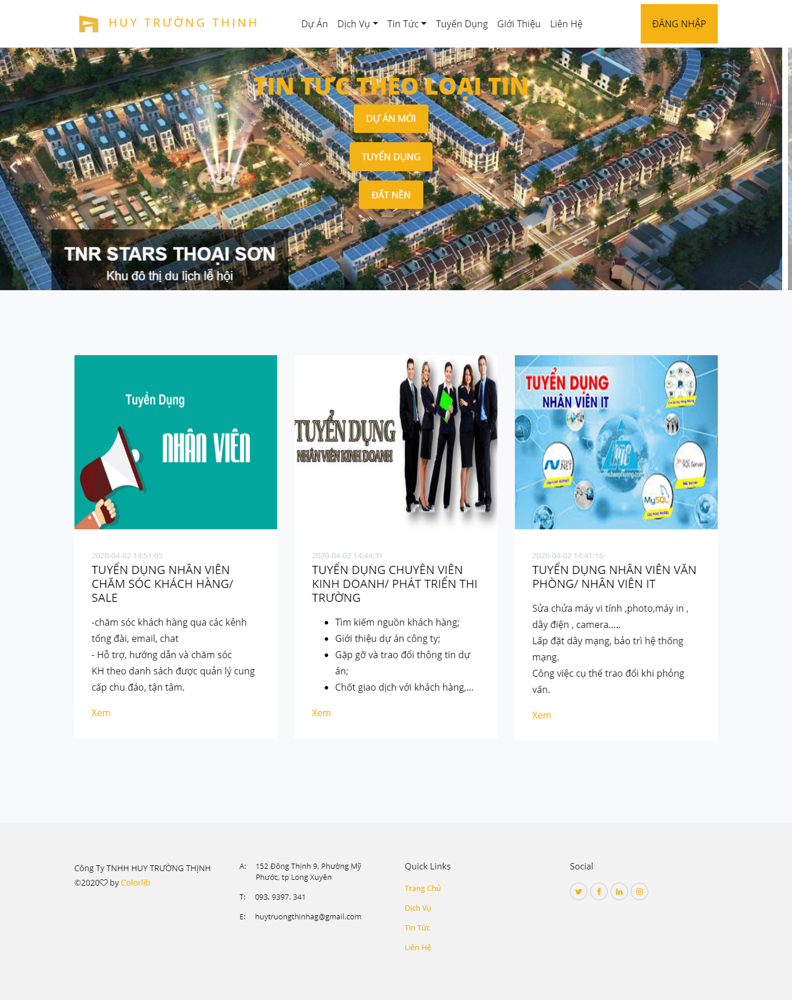 HUY TRƯỜNG THỊNH
Dự Án
Dịch Vụ
Tin Tức
Tuyển Dụng
Giới Thiệu
Liên Hệ
ĐĂNG NHẬP
TIN TỨC THEO LOẠI TIN
DỰ ÁN MỚI
TUYỂN DỤNG
ĐẤT NỀN
TNR STARS THOẠI SƠN
Khu đô thị du lịch lễ hội
Tuyển Dụng
NHÂN VIÊN
2020-04-02 14:51:05
TUYỂN DỤNG NHÂN VIÊN
CHĂM SÓC KHÁCH HÀNG/
SALE
-chăm sóc khách hàng qua các kênh
tổng đài, email, chat
- Hỗ trợ, hướng dẫn và chăm sóc
KH theo danh sách được quản lý cung
cấp chu đáo, tận tâm.
Xem
TUYỂN DỤNG
NHÂN VIÊN KINH DOANH
2020-04-02 14:44:31
TUYỂN DỤNG CHUYÊN VIÊN
KINH DOANH/ PHÁT TRIỂN THI
TRƯỜNG
Tìm kiếm nguồn khách hàng;
Giới thiệu dự án công ty;
Gặp gỡ và trao đổi thông tin dự
án;
Chốt giao dịch với khách hàng,...
Xem
TUYỂN DỤNG
NHÂN VIÊN IT
.NET
SQL Server
SQL Server
MySQL
2020-04-02 14:41:16
TUYỂN DỤNG NHÂN VIÊN VĂN
PHÒNG/ NHÂN VIÊN IT
Sửa chửa máy vi tính ,photo,máy in ,
dây điện , camera.....
Lấp đặt dây mạng, bảo trì hệ thống
mạng.
Công việc cụ thể trao đổi khi phỏng
vấn.
Xem
Công Ty TNHH HUY TRƯỜNG THỊNH
©2020 by Colorlib
A: 152 Đông Thịnh 9, Phường Mỹ
Phước, tp Long Xuyên
T: 093. 9397. 341
E: huytruongthinhag@gmail.com
Quick Links
Trang Chủ
Dịch Vụ
Tin Tức
Liên Hệ
Social